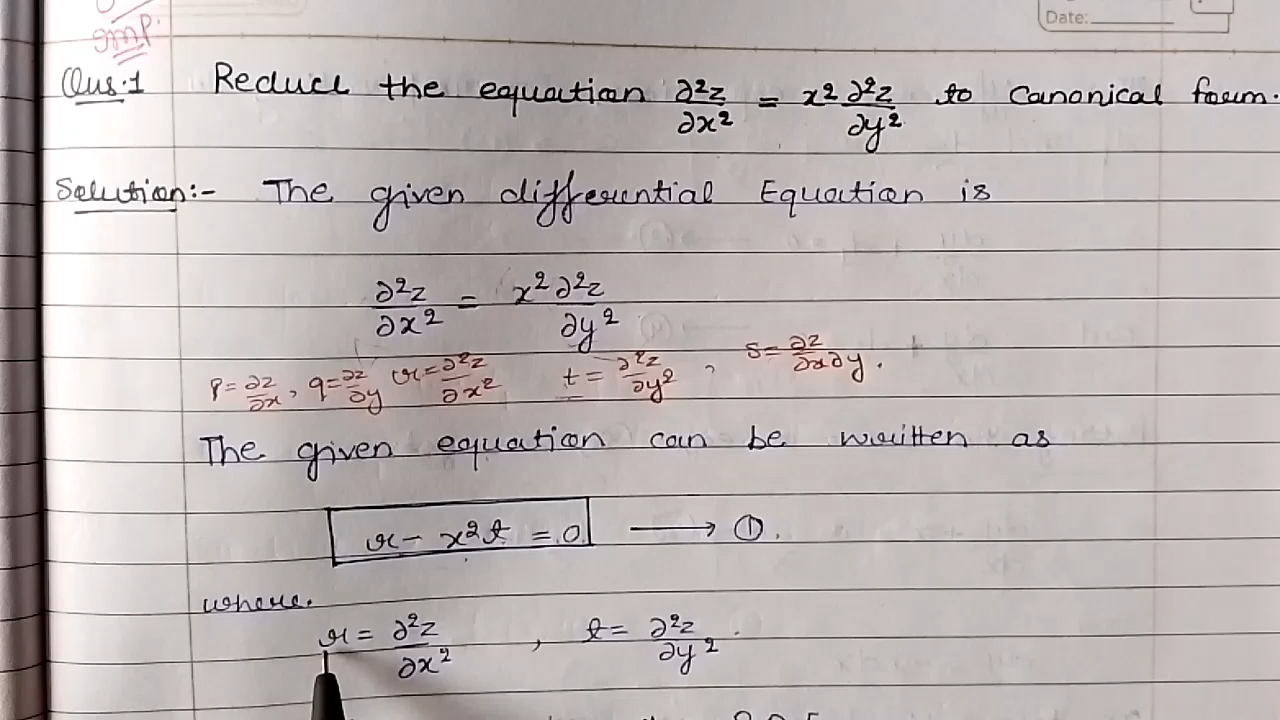 Imp.
Date:
Ques.1 Reduce the equation ∂²z/∂x² = x² ∂²z/∂y² to Canonical form.
Solution:- The given differential Equation is
∂²z/∂x² = x² ∂²z/∂y²
p = ∂z/∂x, q = ∂z/∂y r = ∂²z/∂x² t = ∂²z/∂y², s = ∂z/∂x∂y.
The given equation can be written as
r - x²t = 0 → ①.
where.
r = ∂²z/∂x² , t = ∂²z/∂y².